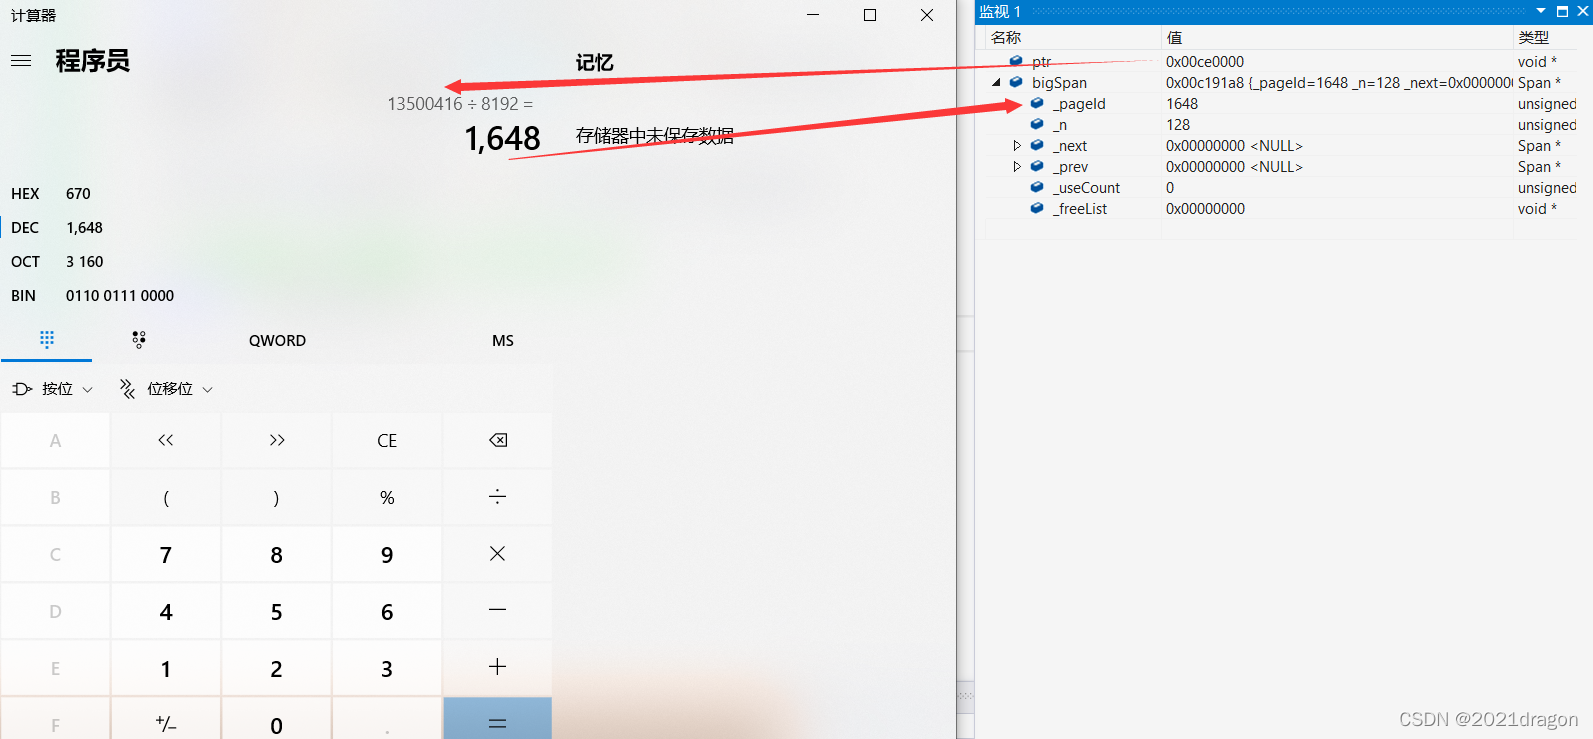 计算器
程序员
记忆
13500416 ÷ 8192 =
1,648
存储器中未保存数据
HEX 670
DEC 1,648
OCT 3 160
BIN 0110 0111 0000
QWORD MS
按位 位移位
A << >> CE
B ( ) % ÷
C 7 8 9 ×
D 4 5 6 −
E 1 2 3 +
F +/− 0 . =
监视 1
名称 值 类型
ptr 0x00ce0000 void *
bigSpan 0x00c191a8 {_pageId=1648 _n=128 _next=0x0000000 Span *
_pageId 1648 unsigned
_n 128 unsigned
_next 0x00000000 <NULL> Span *
_prev 0x00000000 <NULL> Span *
_useCount 0 unsigned
_freeList 0x00000000 void *
CSDN @2021dragon